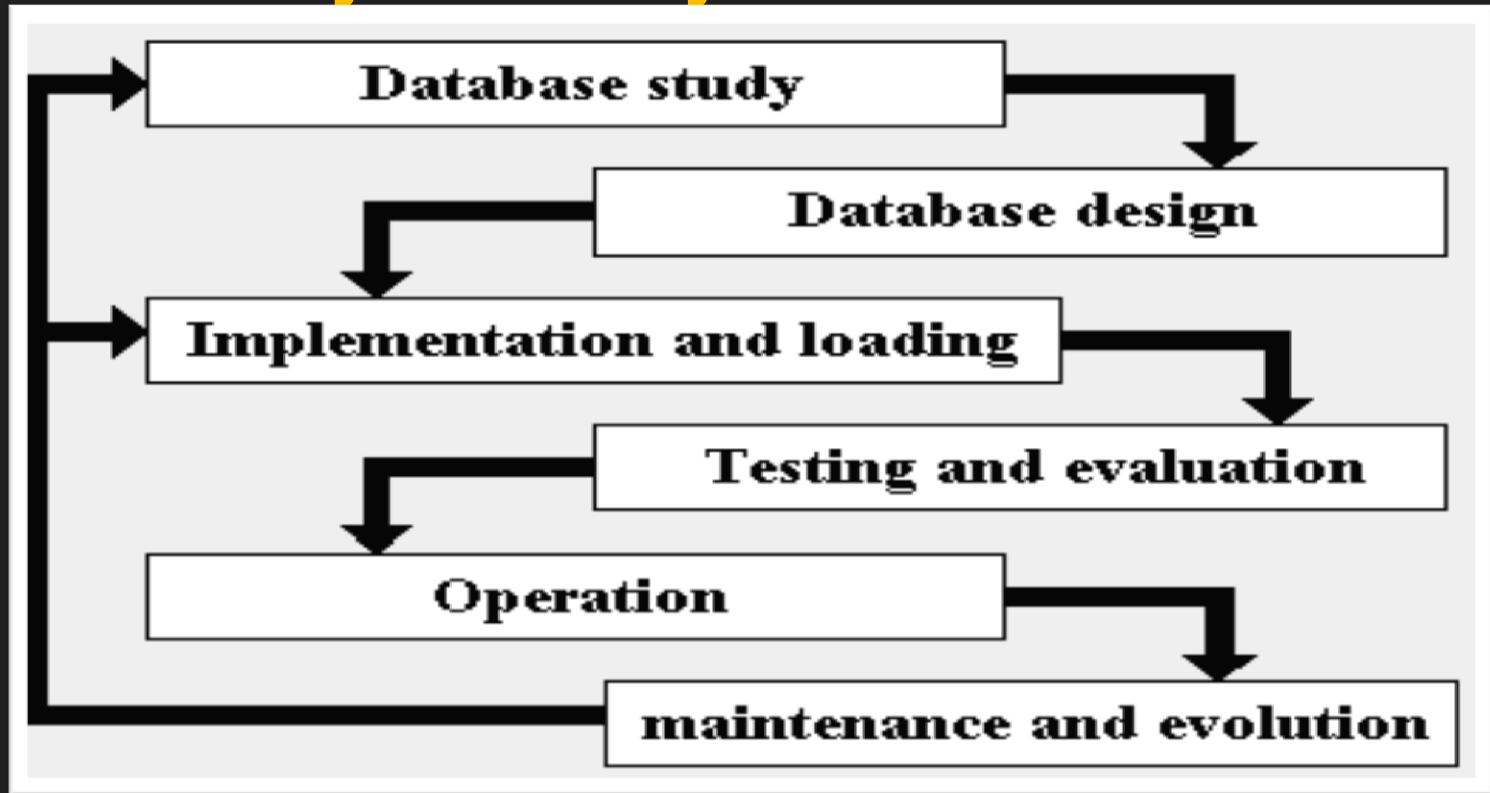 Database study
Database design
Implementation and loading
Testing and evaluation
Operation
maintenance and evolution